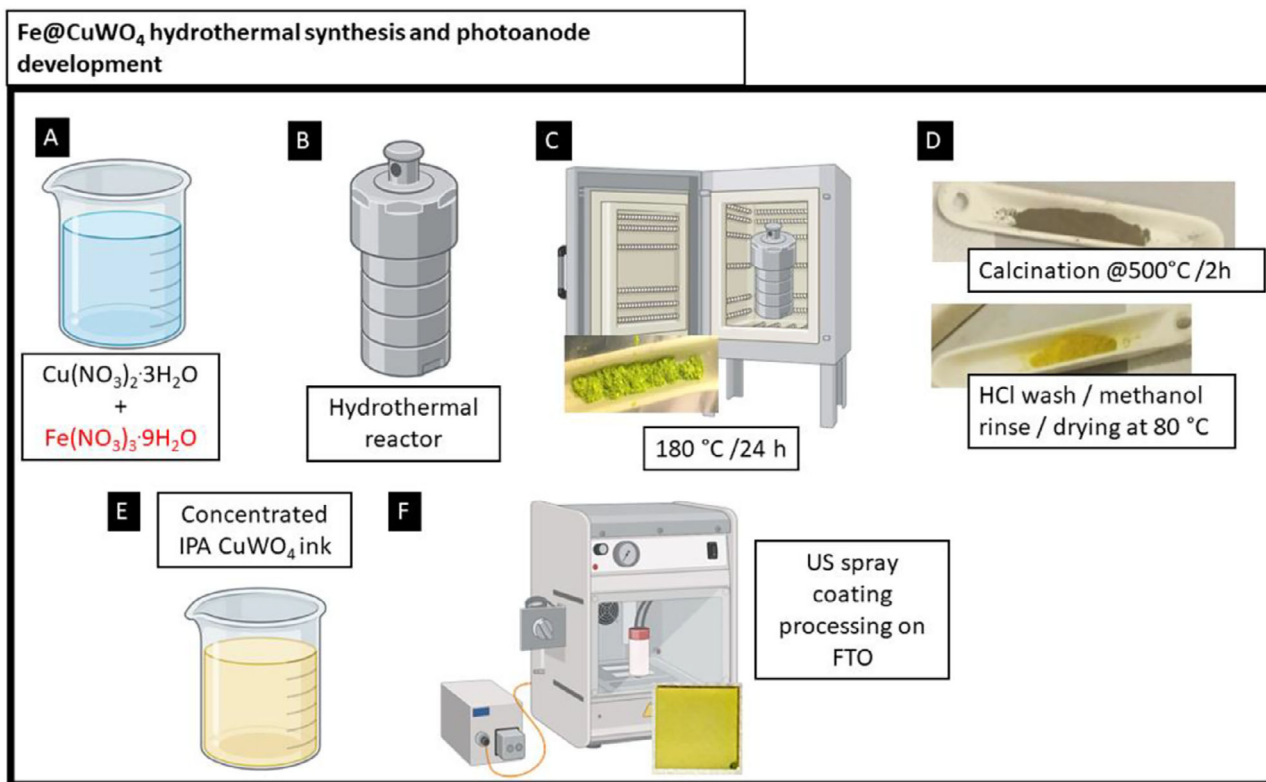 Fe@CuWO₄ hydrothermal synthesis and photoanode
development
A
Cu(NO₃)₂·3H₂O
+
Fe(NO₃)₃·9H₂O
B
Hydrothermal
reactor
C
180 °C /24 h
D
Calcination @500°C /2h
HCl wash / methanol
rinse / drying at 80 °C
E
Concentrated
IPA CuWO₄ ink
F
US spray
coating
processing on
FTO